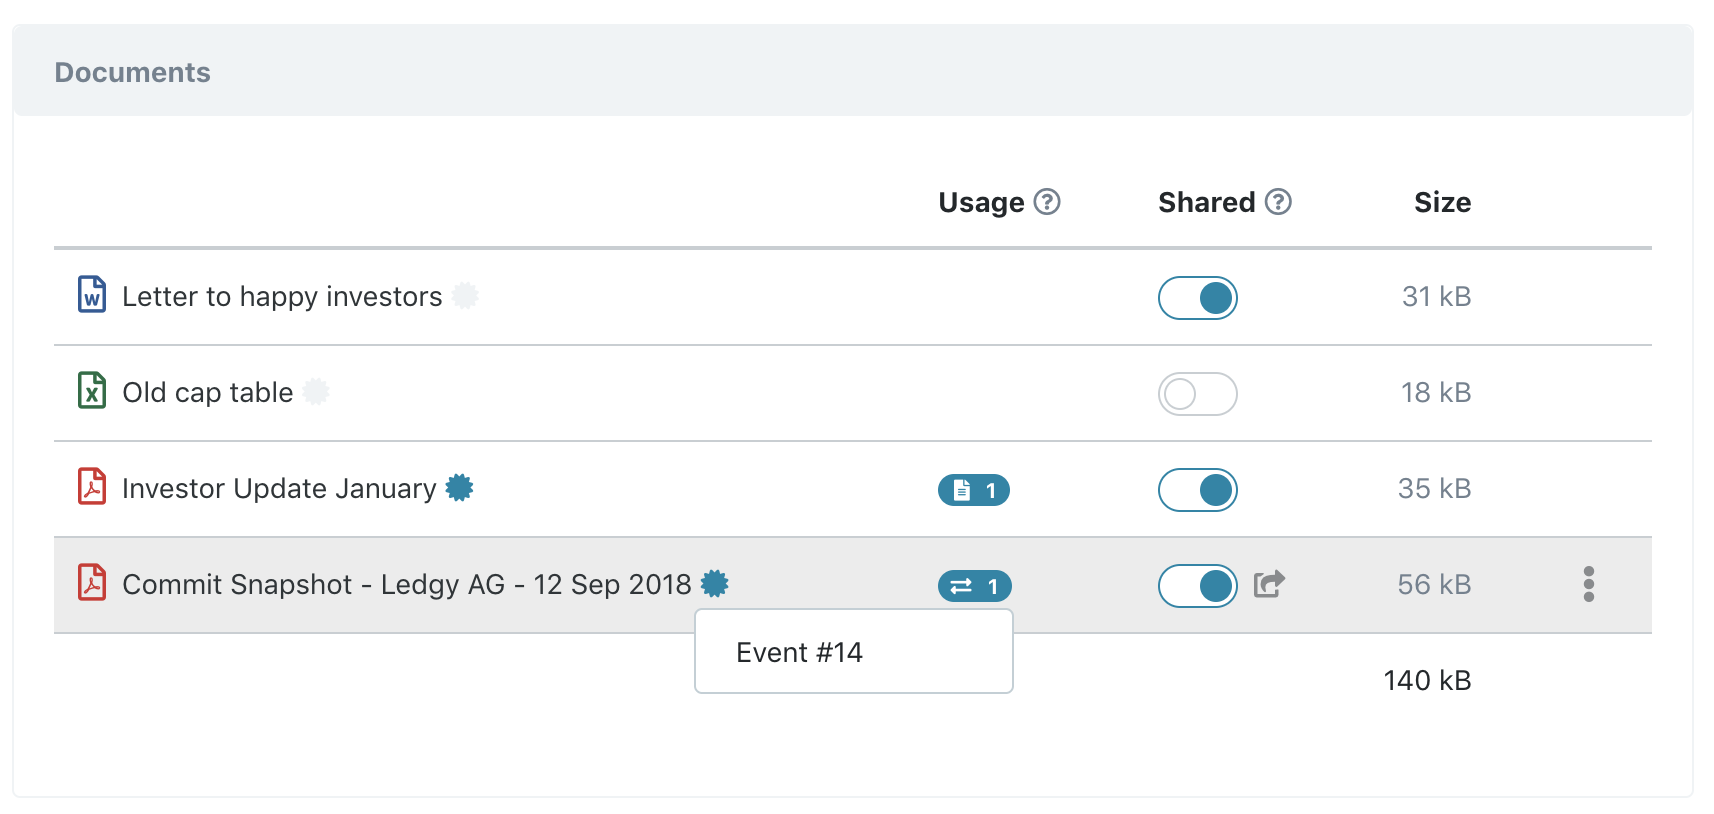 Documents
Usage ? Shared ? Size
W Letter to happy investors 31 kB
X Old cap table 18 kB
Investor Update January 1 35 kB
Commit Snapshot - Ledgy AG - 12 Sep 2018 1 56 kB
Event #14
140 kB